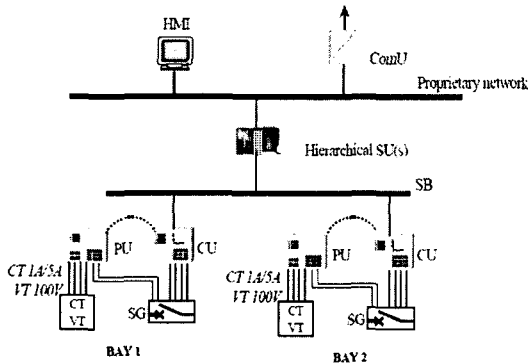 HMI
ComU
Proprietary network
Hierarchical SU(s)
SB
PU
CU
PU
CU
CT 1A/5A
VT 100V
CT 1A/5A
VT 100V
CT
VT
SG
CT
VT
SG
BAY 1
BAY 2